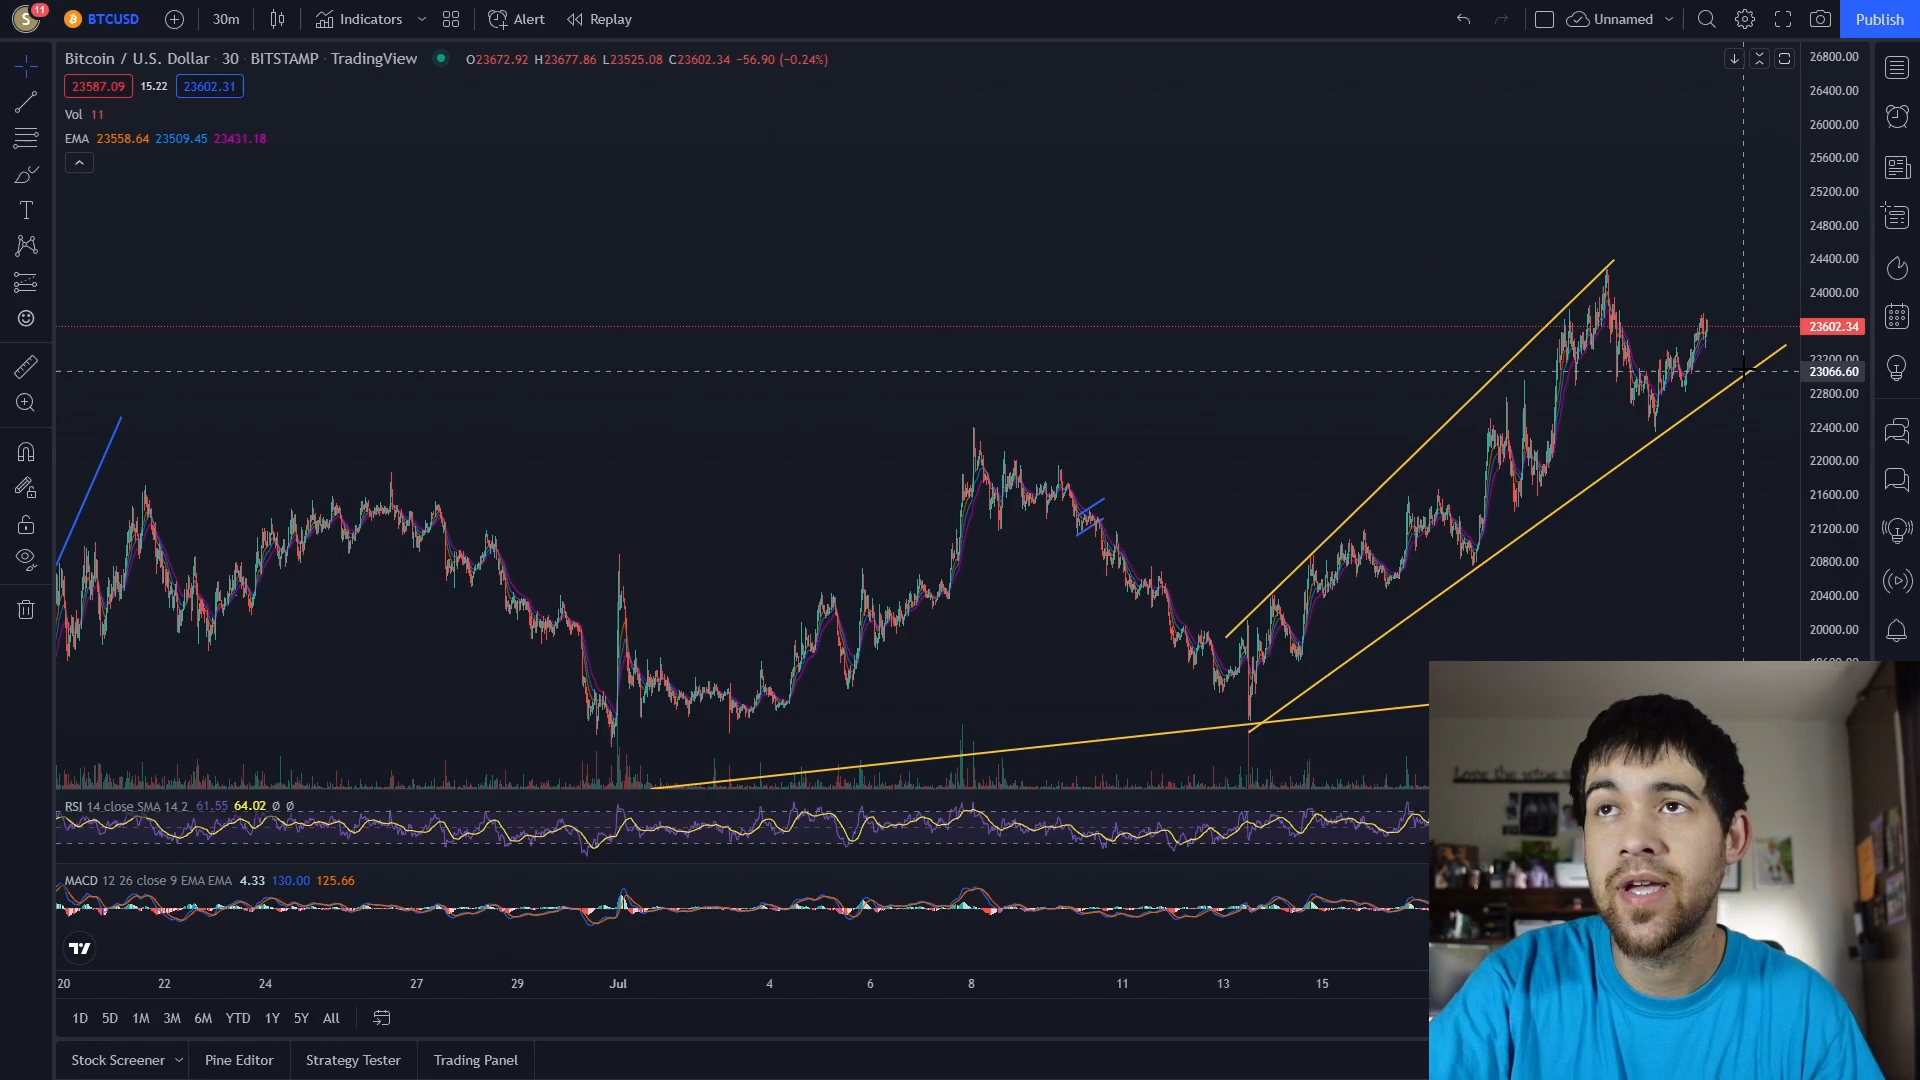 S 11 BTCUSD 30m Indicators Alert Replay Unnamed Publish
Bitcoin / U.S. Dollar · 30 · BITSTAMP · TradingView O23672.92 H23677.86 L23525.08 C23602.34 −56.90 (−0.24%)
23587.09 15.22 23602.31
Vol 11
EMA 23558.64 23509.45 23431.18
26800.00
26400.00
26000.00
25600.00
25200.00
24800.00
24400.00
24000.00
23602.34
23200.00
23066.60
22800.00
22400.00
22000.00
21600.00
21200.00
20800.00
20400.00
20000.00
RSI 14 close SMA 14 2 61.55 64.02 Ø Ø
MACD 12 26 close 9 EMA EMA 4.33 130.00 125.66
20 22 24 27 29 Jul 4 6 8 11 13 15
1D 5D 1M 3M 6M YTD 1Y 5Y All
Stock Screener Pine Editor Strategy Tester Trading Panel